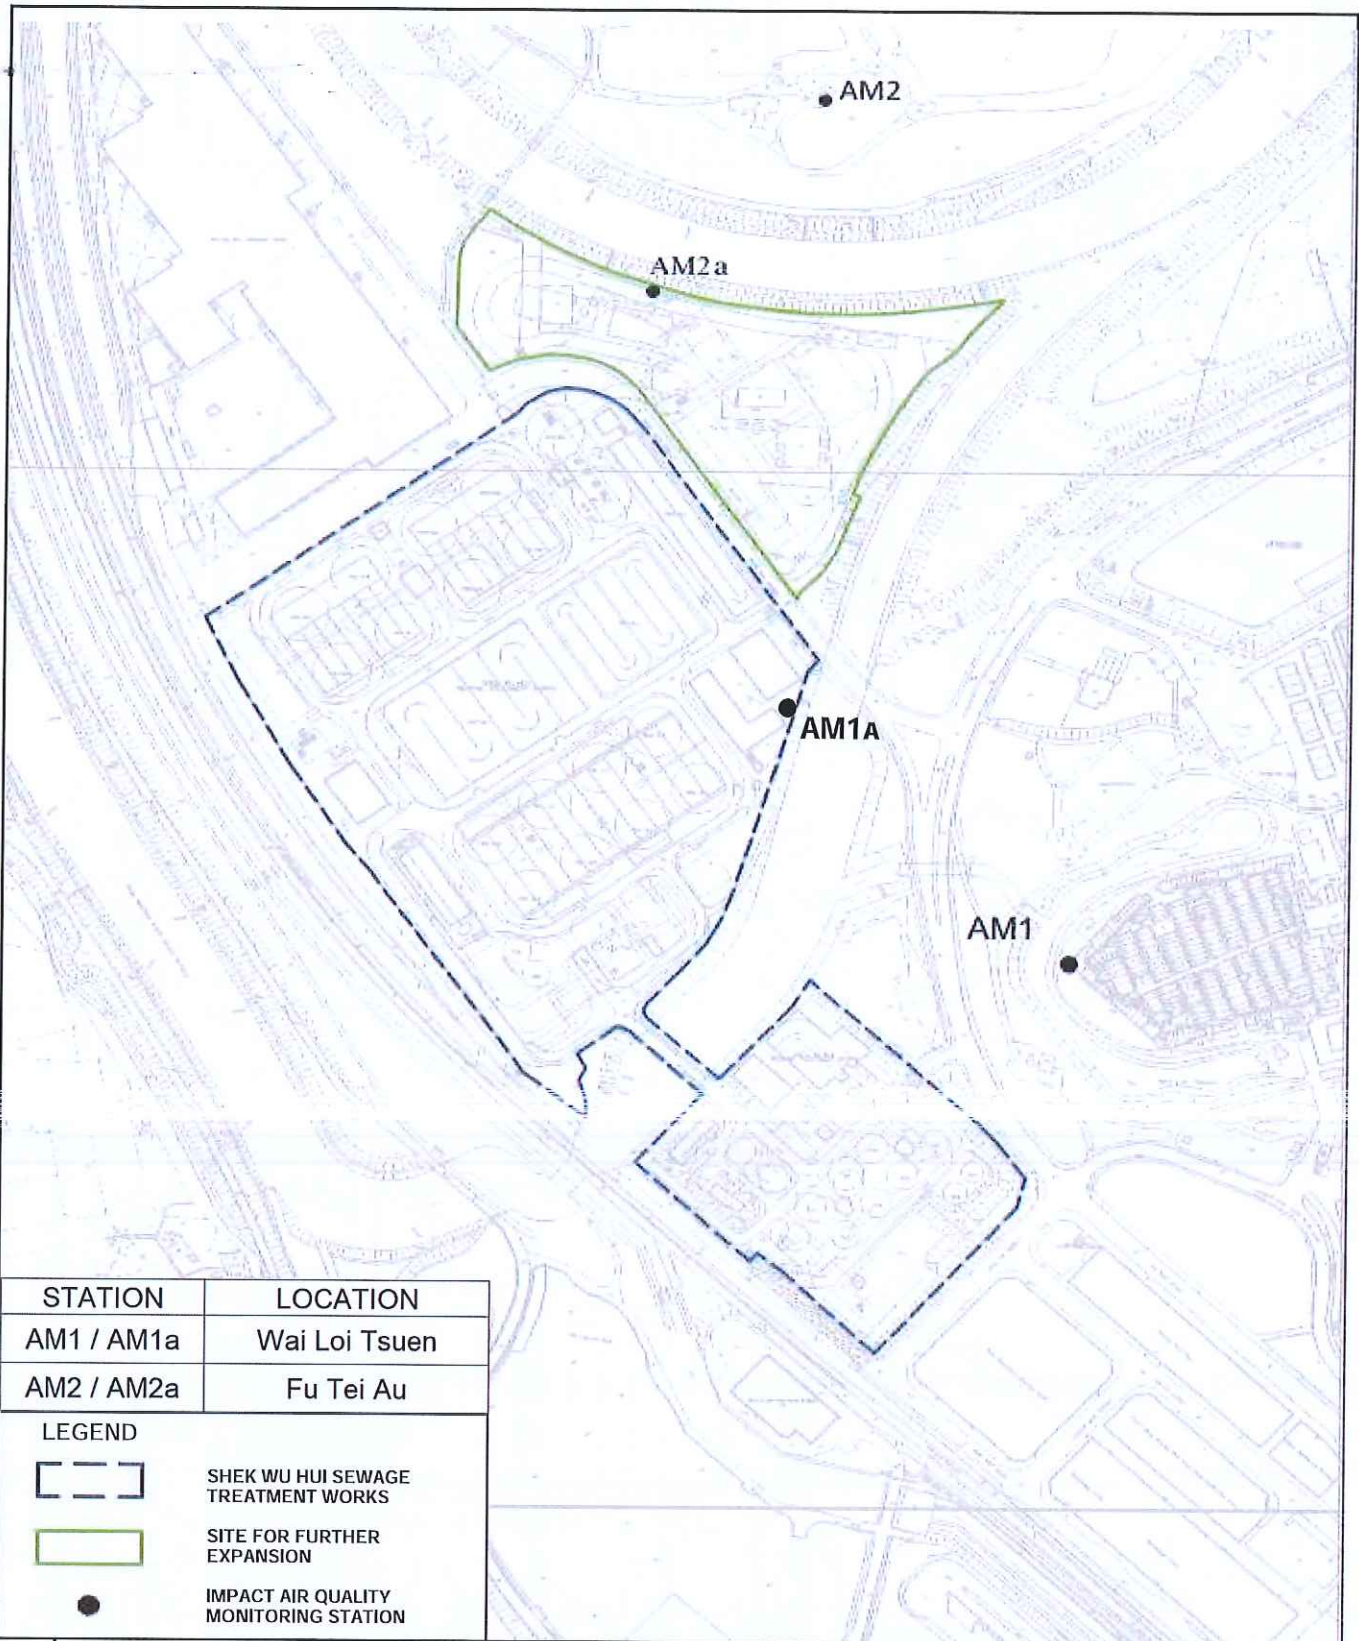 AM2
AM2a
AM1A
AM1
STATION LOCATION
AM1 / AM1a Wai Loi Tsuen
AM2 / AM2a Fu Tei Au
LEGEND
SHEK WU HUI SEWAGE
TREATMENT WORKS
SITE FOR FURTHER
EXPANSION
IMPACT AIR QUALITY
MONITORING STATION